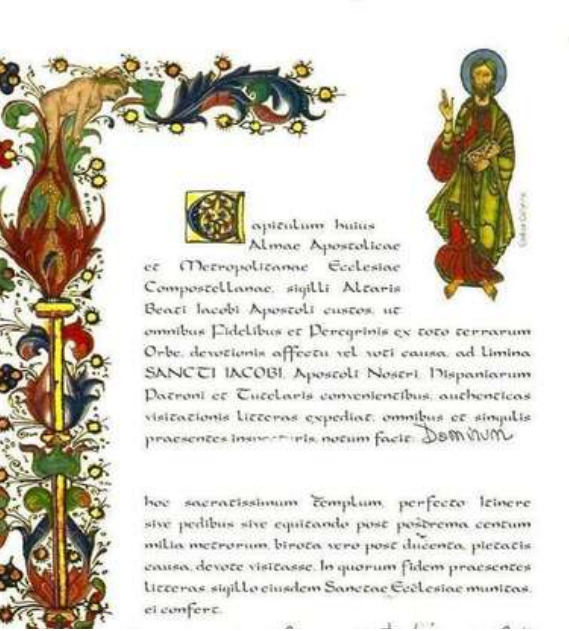 Capitulum huius
Almae Apostolicae
et Metropolitanae Ecclesiae
Compostellanae, sigilli Altaris
Beati Iacobi Apostoli custos, ut
omnibus Fidelibus et Peregrinis ex toto terrarum
Orbe, devotionis affectu vel voti causa, ad limina
SANCTI IACOBI, Apostoli Nostri, Hispaniarum
Patroni et Tutelaris convenientibus, authenticas
visitationis litteras expediat, omnibus et singulis
praesentes notum facit: Dominum
hoc sacratissimum Templum, perfecto Itinere
sive pedibus sive equitando post postrema centum
milia metrorum, birota vero post ducenta, pietatis
causa, devote visitasse. In quorum fidem praesentes
litteras, sigillo eiusdem Sanctae Ecclesiae munitas,
ei confert.